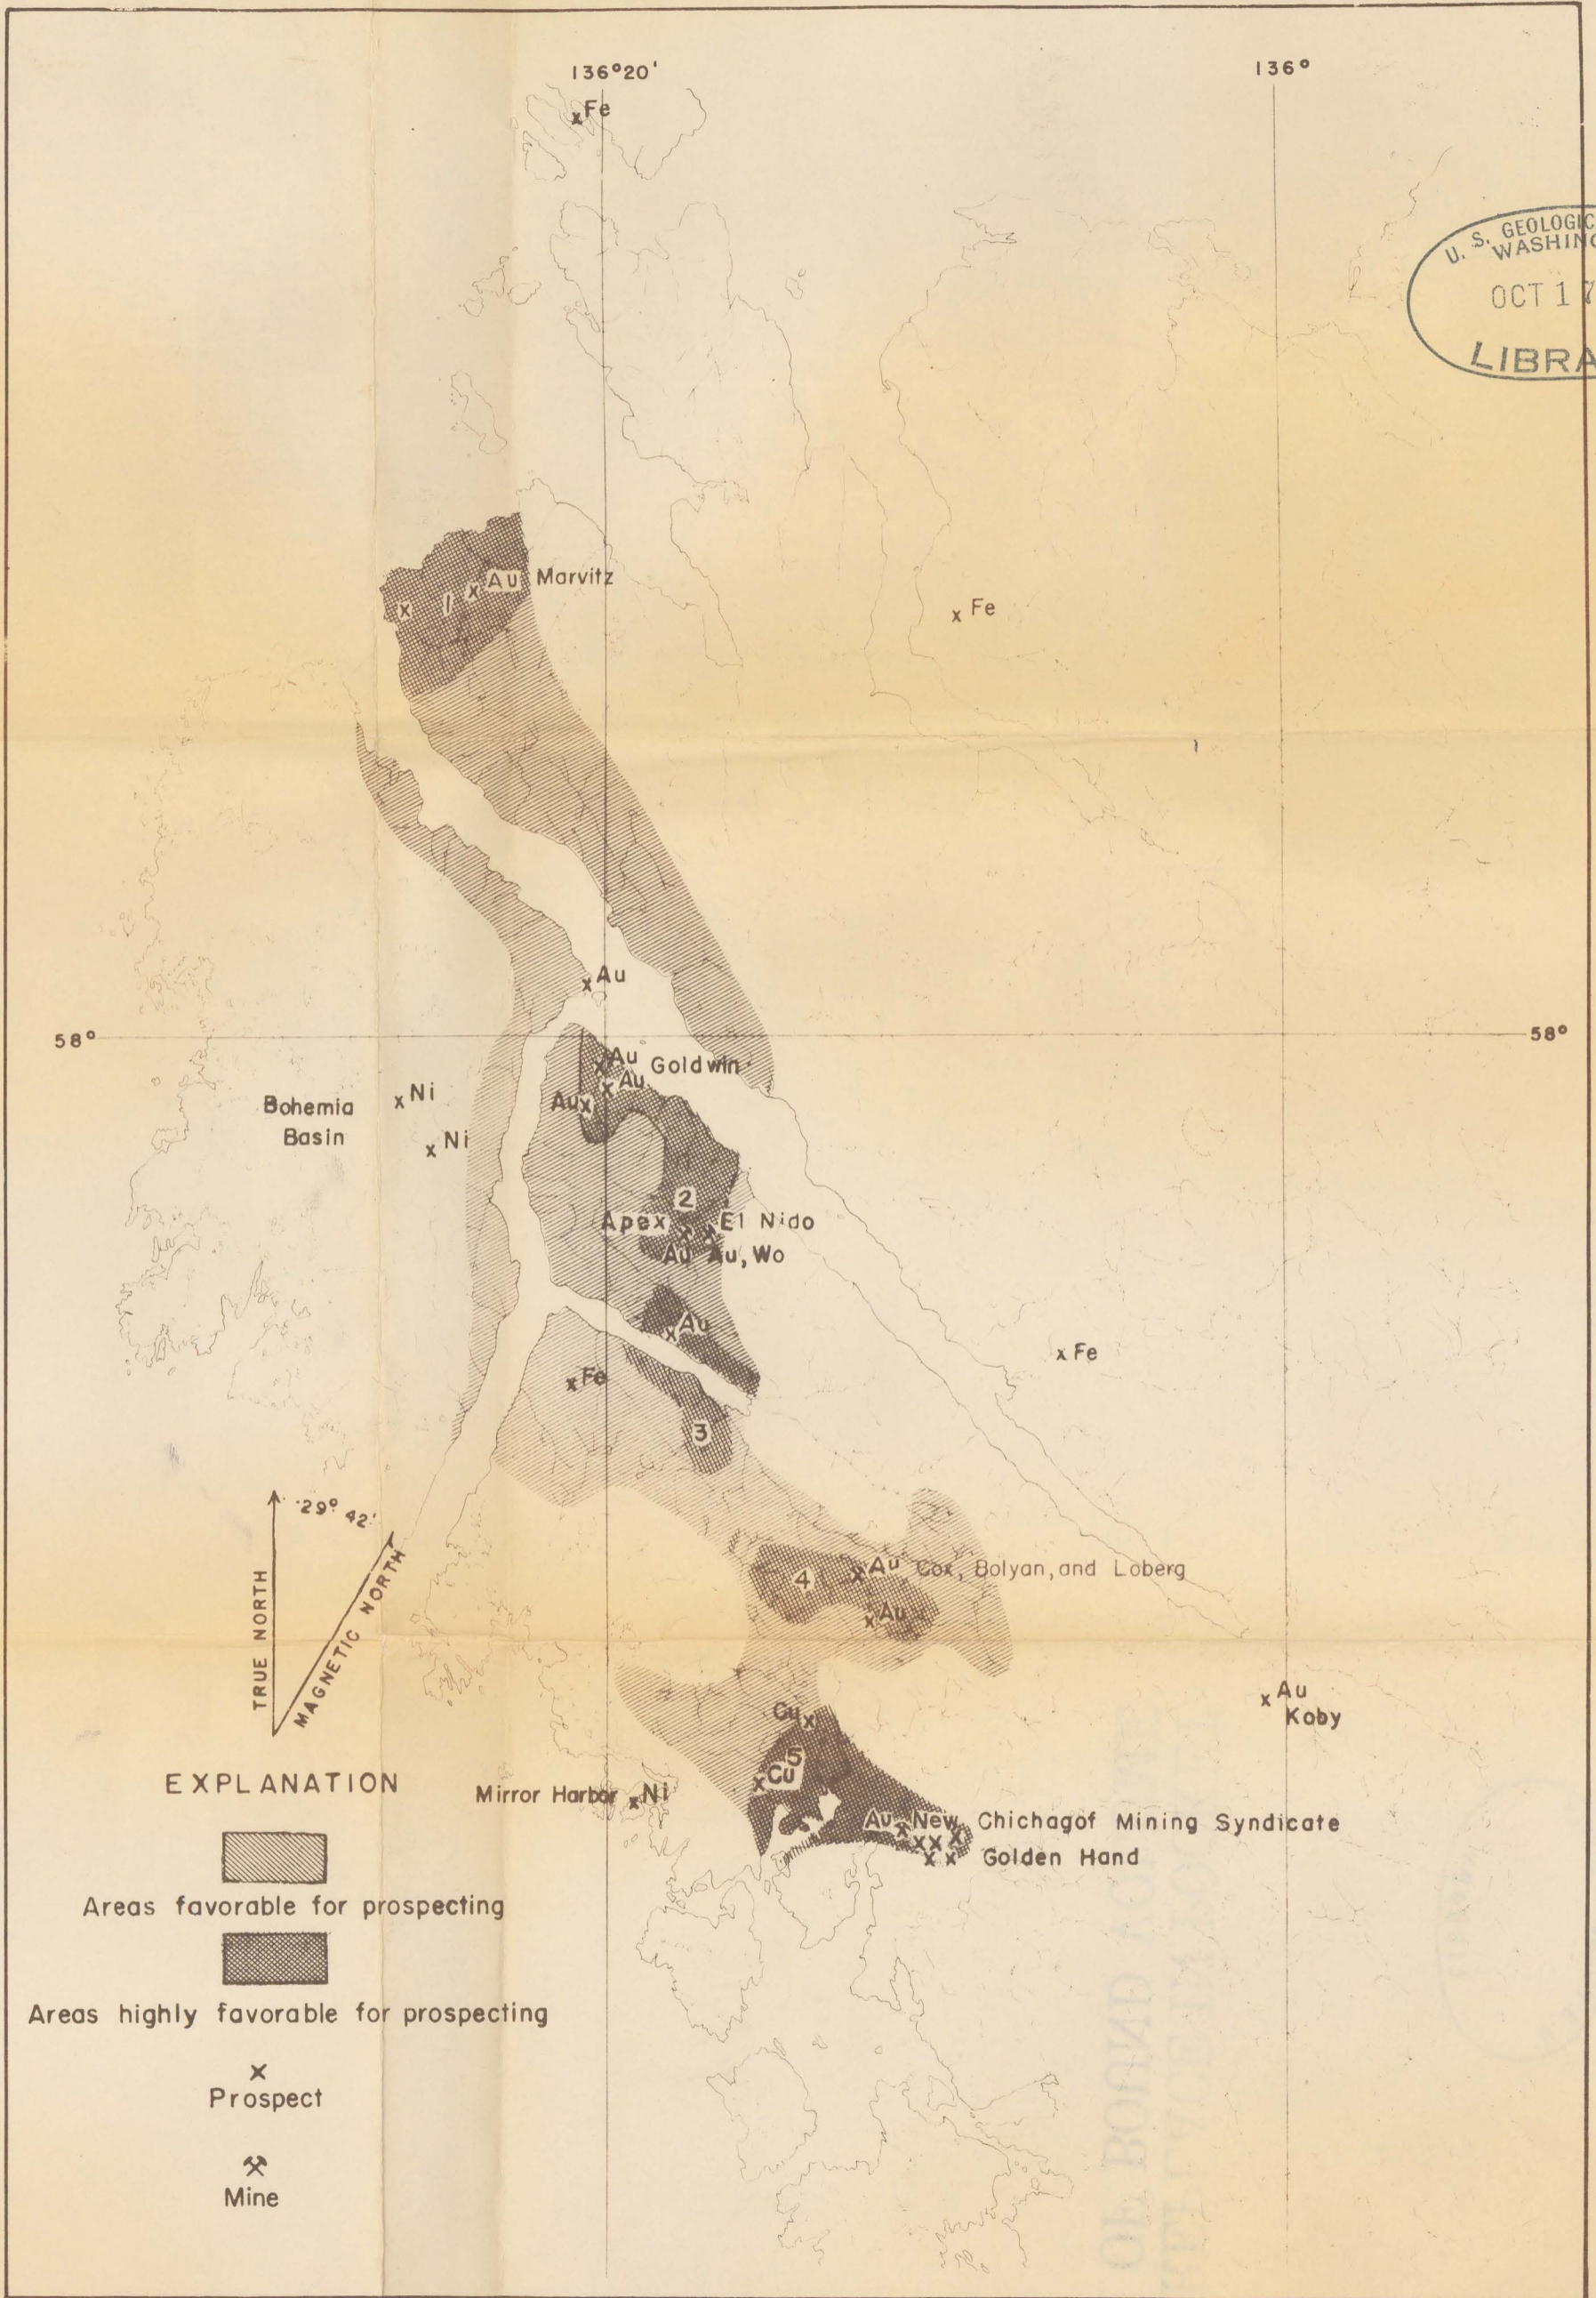 136°20'
136°
Fe
U. S. GEOLOGIC
WASHING
OCT 17
LIBRA
Au Marvitz
1
Fe
Au
58°
58°
Au Goldwin
Au
Au
Bohemia
Basin
Ni
Ni
2
Apex
El Nido
Au
Au, Wo
Au
Fe
Fe
3
29° 42'
TRUE NORTH
MAGNETIC NORTH
4
Au Cox, Bolyan, and Loberg
Au
Au
Koby
Cu
5
Cu
EXPLANATION
Mirror Harbor
Ni
Au
New Chichagof Mining Syndicate
Golden Hand
Areas favorable for prospecting
Areas highly favorable for prospecting
x
Prospect
Mine